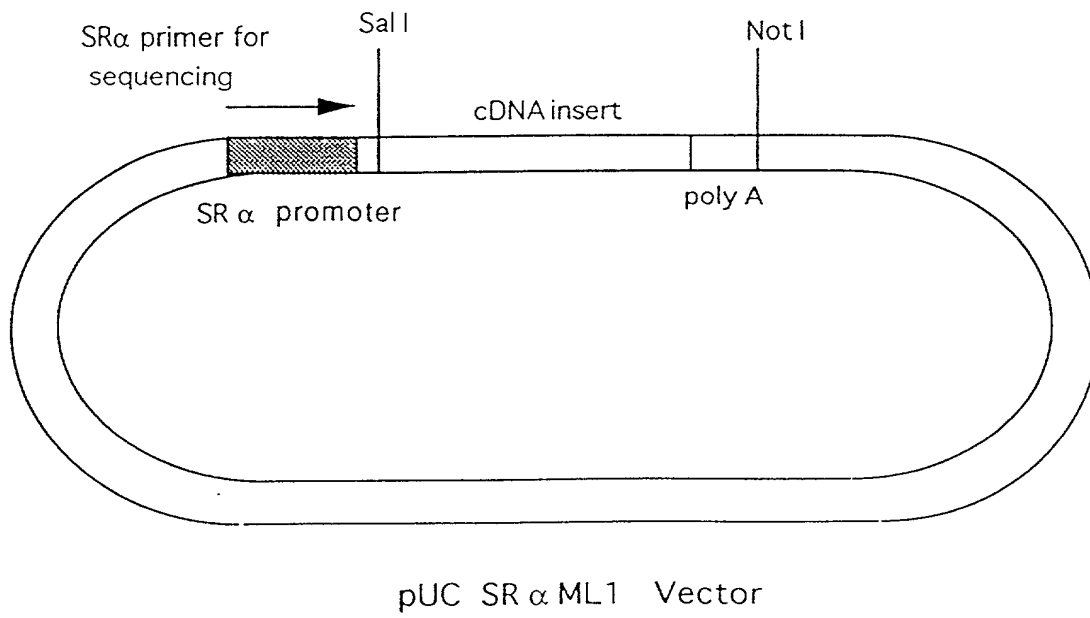 SRα primer for
sequencing
Sal I
Not I
cDNA insert
SR α promoter
poly A
pUC SR α ML1 Vector